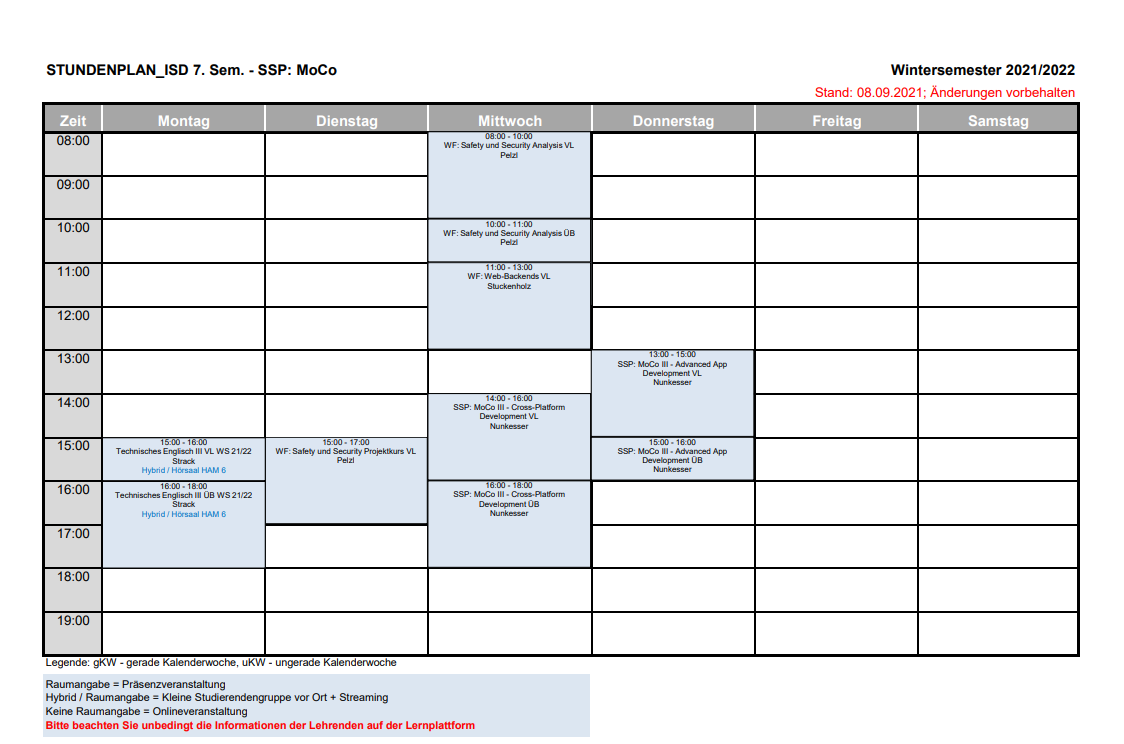 STUNDENPLAN_ISD 7. Sem. - SSP: MoCo
Wintersemester 2021/2022
Stand: 08.09.2021; Änderungen vorbehalten
Zeit Montag Dienstag Mittwoch Donnerstag Freitag Samstag
08:00
08:00 - 10:00
WF: Safety und Security Analysis VL
Pelzl
09:00
10:00
10:00 - 11:00
WF: Safety und Security Analysis ÜB
Pelzl
11:00
11:00 - 13:00
WF: Web-Backends VL
Stuckenholz
12:00
13:00
13:00 - 15:00
SSP: MoCo III - Advanced App
Development VL
Nunkesser
14:00
14:00 - 16:00
SSP: MoCo III - Cross-Platform
Development VL
Nunkesser
15:00
15:00 - 16:00
Technisches Englisch III VL WS 21/22
Strack
Hybrid / Hörsaal HAM 6
15:00 - 17:00
WF: Safety und Security Projektkurs VL
Pelzl
15:00 - 16:00
SSP: MoCo III - Advanced App
Development ÜB
Nunkesser
16:00
16:00 - 18:00
Technisches Englisch III ÜB WS 21/22
Strack
Hybrid / Hörsaal HAM 6
16:00 - 18:00
SSP: MoCo III - Cross-Platform
Development ÜB
Nunkesser
17:00
18:00
19:00
Legende: gKW - gerade Kalenderwoche, uKW - ungerade Kalenderwoche
Raumangabe = Präsenzveranstaltung
Hybrid / Raumangabe = Kleine Studierendengruppe vor Ort + Streaming
Keine Raumangabe = Onlineveranstaltung
Bitte beachten Sie unbedingt die Informationen der Lehrenden auf der Lernplattform